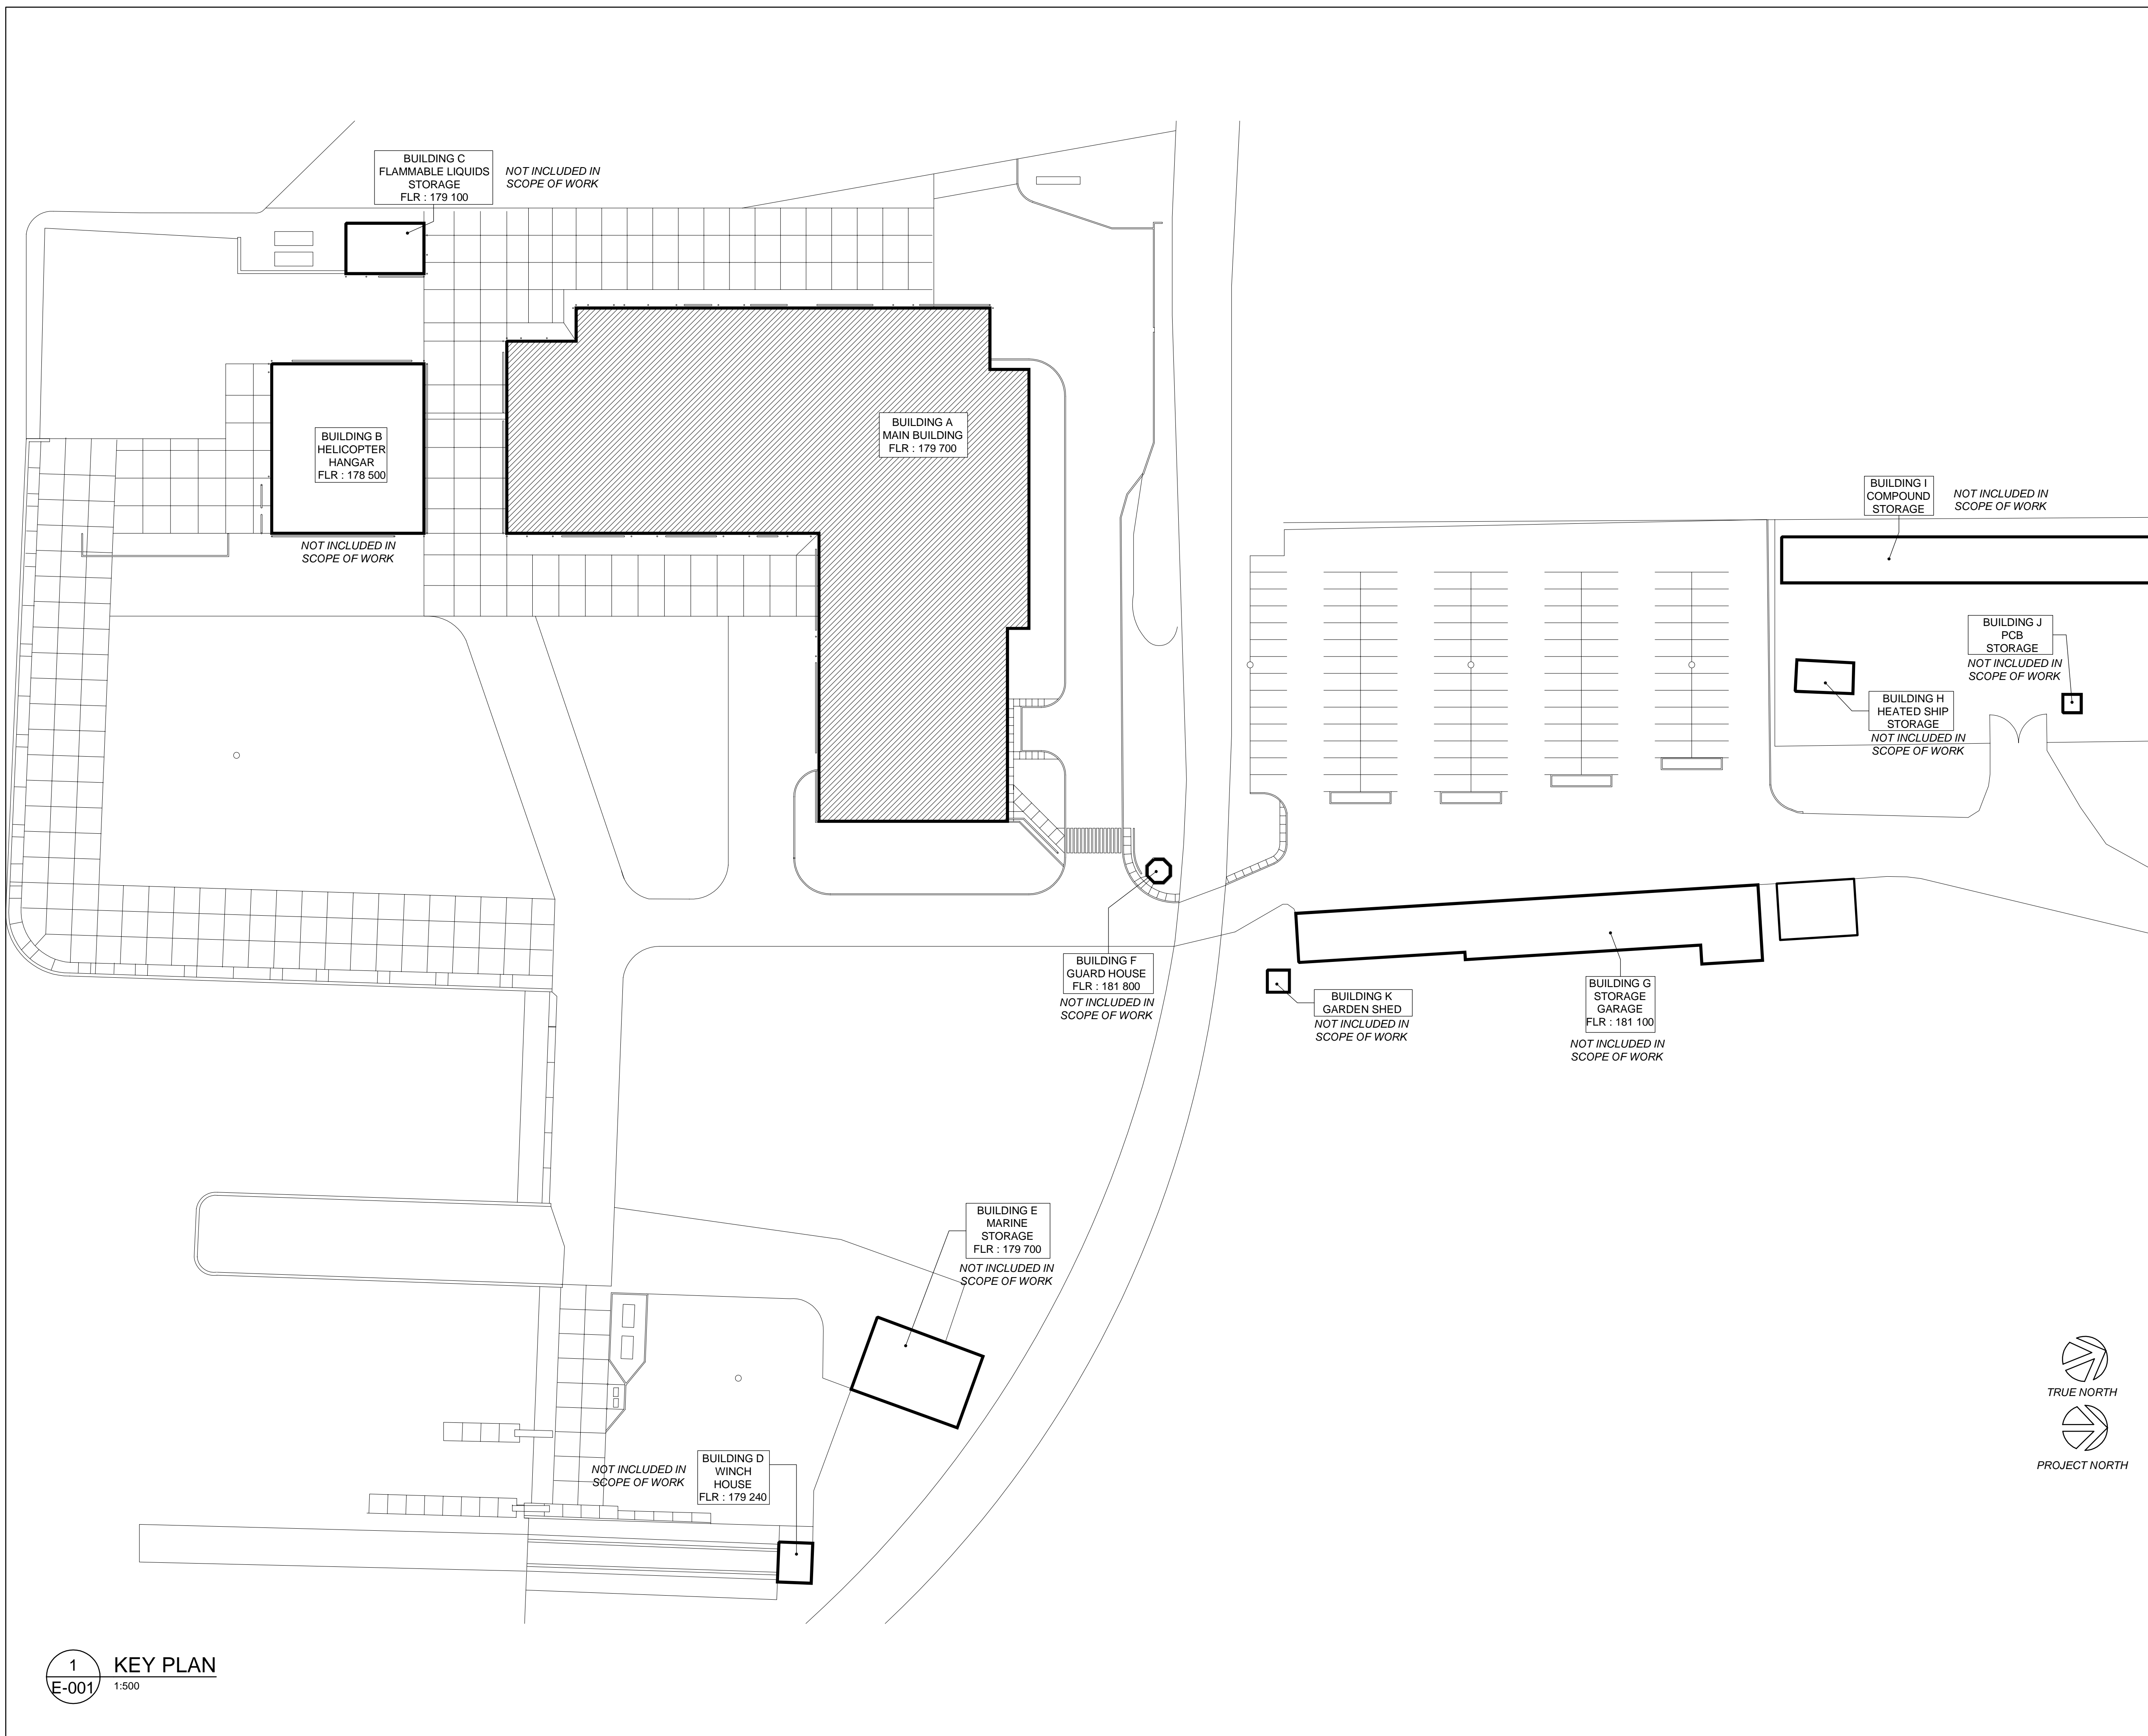 BUILDING C
FLAMMABLE LIQUIDS
STORAGE
FLR : 179 100
NOT INCLUDED IN
SCOPE OF WORK
BUILDING A
MAIN BUILDING
FLR : 179 700
BUILDING B
HELICOPTER
HANGAR
FLR : 178 500
NOT INCLUDED IN
SCOPE OF WORK
BUILDING I
COMPOUND
STORAGE
NOT INCLUDED IN
SCOPE OF WORK
BUILDING J
PCB
STORAGE
NOT INCLUDED IN
SCOPE OF WORK
BUILDING H
HEATED SHIP
STORAGE
NOT INCLUDED IN
SCOPE OF WORK
BUILDING F
GUARD HOUSE
FLR : 181 800
NOT INCLUDED IN
SCOPE OF WORK
BUILDING K
GARDEN SHED
NOT INCLUDED IN
SCOPE OF WORK
BUILDING G
STORAGE
GARAGE
FLR : 181 100
NOT INCLUDED IN
SCOPE OF WORK
BUILDING E
MARINE
STORAGE
FLR : 179 700
NOT INCLUDED IN
SCOPE OF WORK
TRUE NORTH
PROJECT NORTH
NOT INCLUDED IN
SCOPE OF WORK
BUILDING D
WINCH
HOUSE
FLR : 179 240
1
E-001
KEY PLAN
1:500